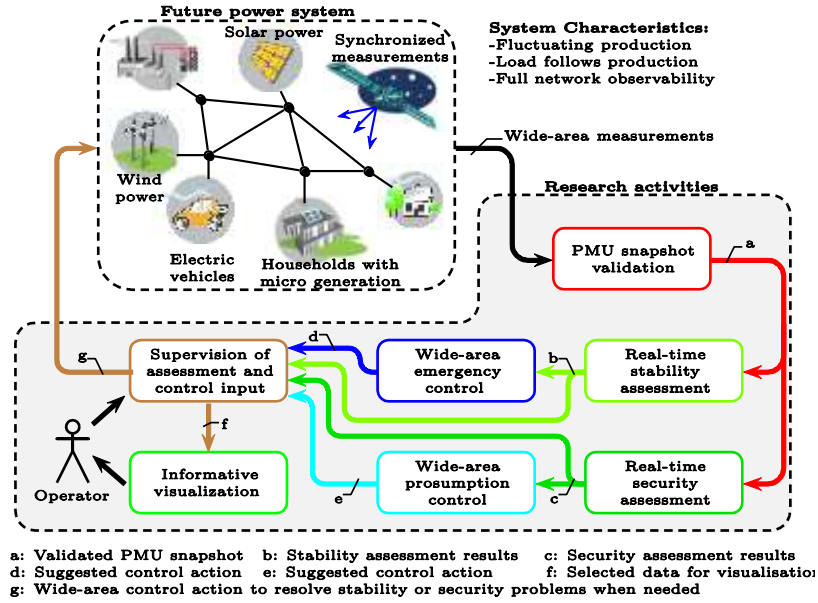 Future power system
Solar power
Synchronized
measurements
System Characteristics:
-Fluctuating production
-Load follows production
-Full network observability
Wide-area measurements
Wind
power
Electric
vehicles
Households with
micro generation
Research activities
PMU snapshot
validation
a
g
Supervision of
assessment and
control input
d
Wide-area
emergency
control
b
Real-time
stability
assessment
f
Operator
Informative
visualization
e
Wide-area
prosumption
control
c
Real-time
security
assessment
a: Validated PMU snapshot b: Stability assessment results c: Security assessment results
d: Suggested control action e: Suggested control action f: Selected data for visualisation
g: Wide-area control action to resolve stability or security problems when needed